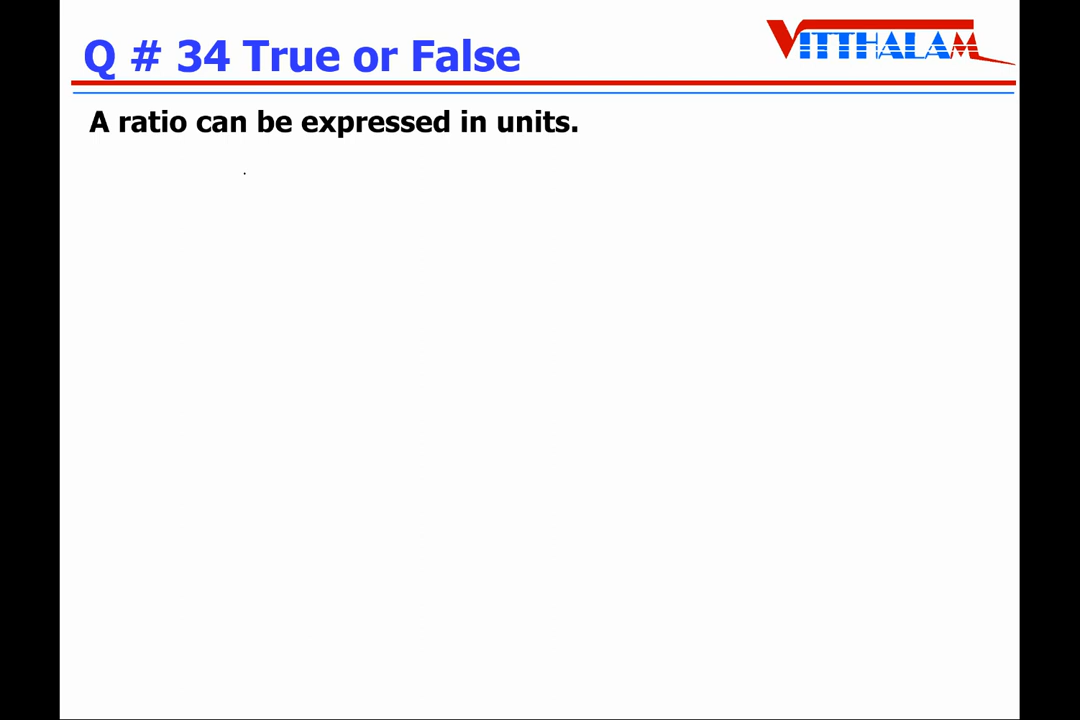 Q # 34 True or False
VITTHALAM
A ratio can be expressed in units.